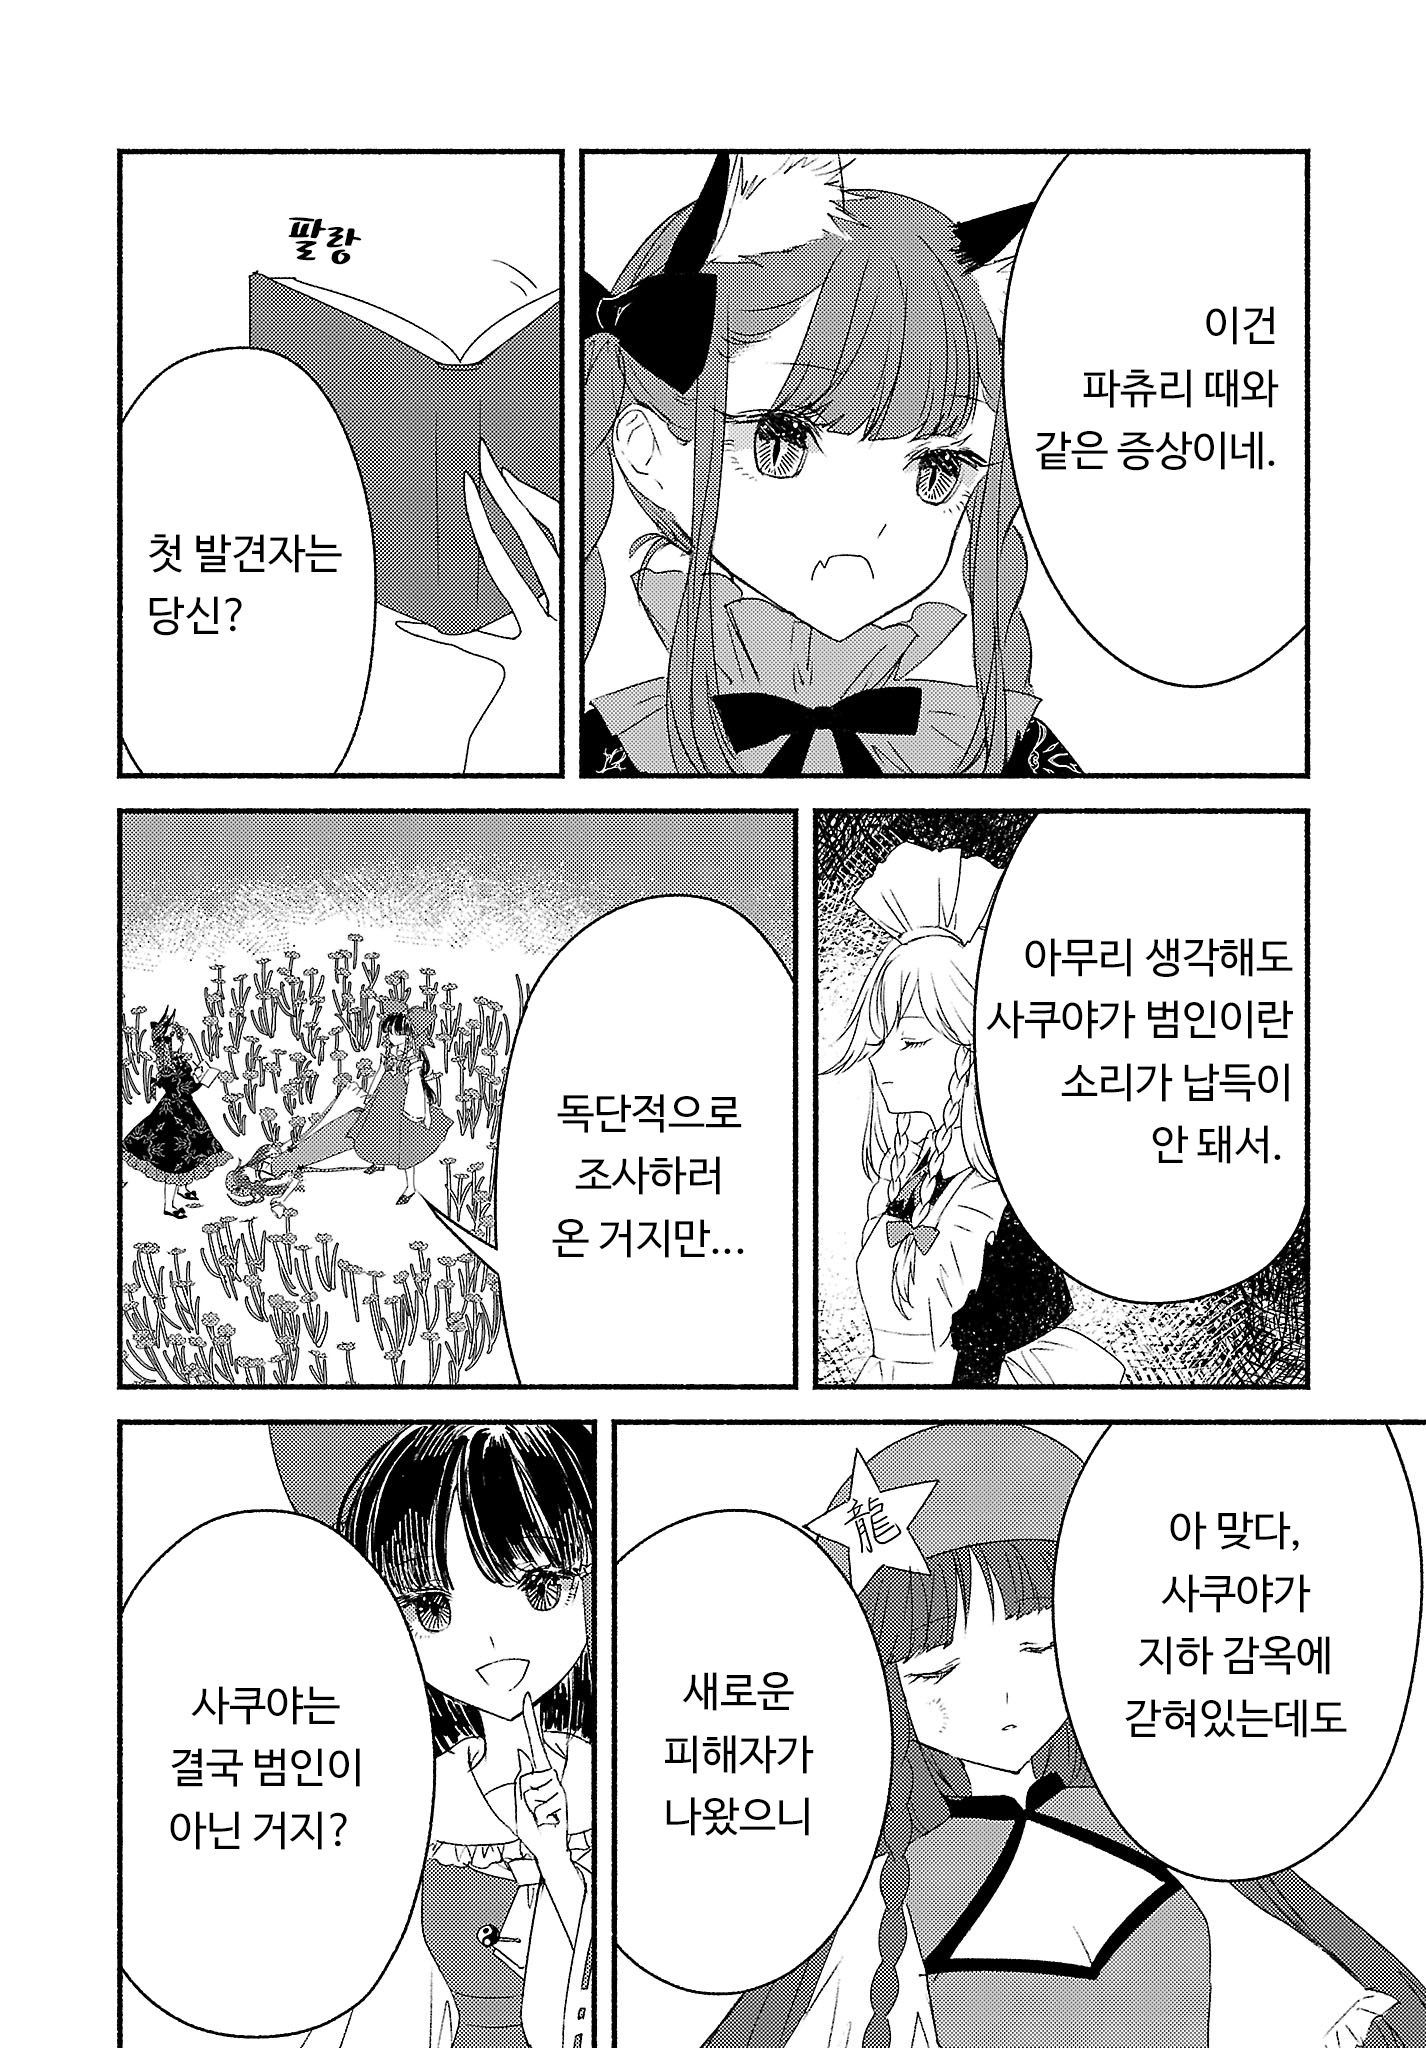 이건
파츄리 때와
같은 증상이네.
팔랑
첫 발견자는
당신?
아무리 생각해도
사쿠야가 범인이란
소리가 납득이
안 돼서.
독단적으로
조사하러
온 거지만...
아 맞다,
사쿠야가
지하 감옥에
갇혀있는데도
龍
새로운
피해자가
나왔으니
사쿠야는
결국 범인이
아닌 거지?